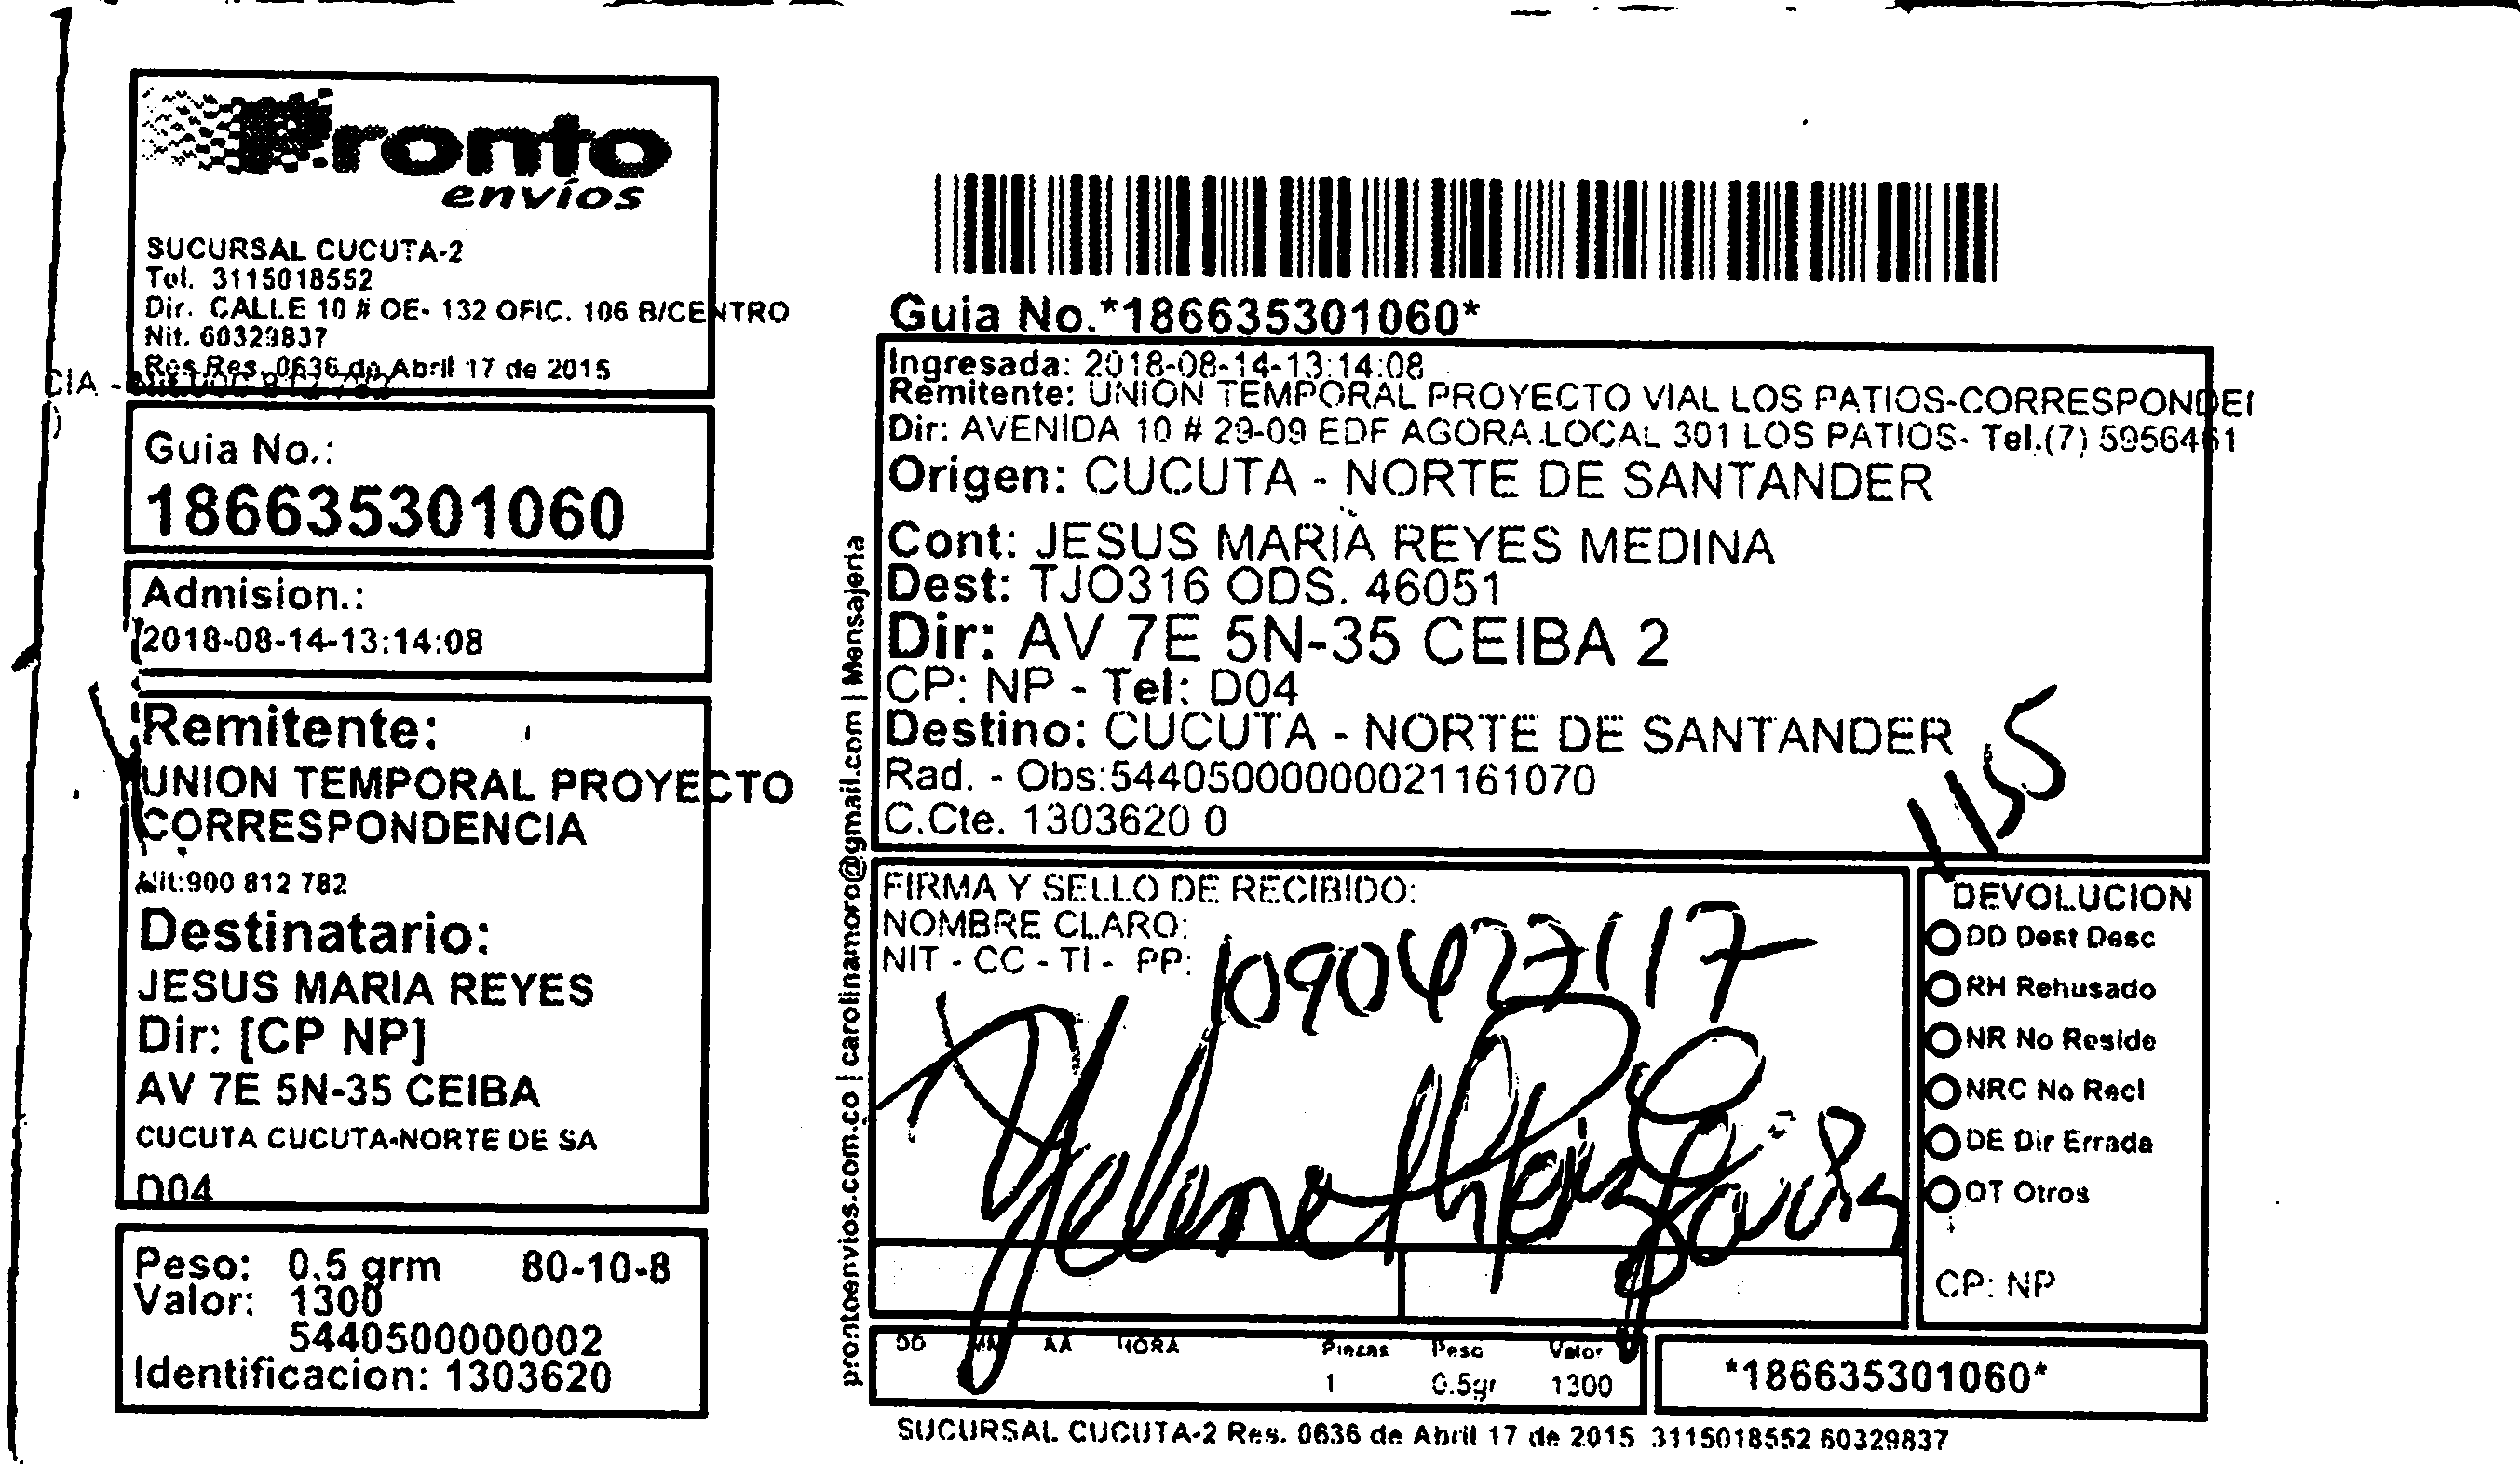 Pronto
envíos
SUCURSAL CUCUTA-2
Tel. 3115018552
Dir. CALLE 10 # OE- 132 OFIC. 106 B/CENTRO
Nit. 60329837
Res Res. 0636 de Abril 17 de 2015
CIA -
Guia No.:
186635301060
Admision.:
2018-08-14-13:14:08
Remitente:
UNION TEMPORAL PROYECTO
CORRESPONDENCIA
Nit:900 812 782
Destinatario:
JESUS MARIA REYES
Dir: [CP NP]
AV 7E 5N-35 CEIBA
CUCUTA CUCUTA-NORTE DE SA
D04
Peso: 0.5 grm 80-10-8
Valor: 1300
5440500000002
Identificacion: 1303620
prontoenvios.com.co | carolinamoro@gmail.com | Mensajeria
Guia No.*186635301060*
Ingresada: 2018-08-14-13:14:08
Remitente: UNION TEMPORAL PROYECTO VIAL LOS PATIOS-CORRESPONDEI
Dir: AVENIDA 10 # 29-09 EDF AGORA LOCAL 301 LOS PATIOS- Tel.(7) 5956461
Origen: CUCUTA - NORTE DE SANTANDER
Cont: JESUS MARIA REYES MEDINA
Dest: TJO316 ODS. 46051
Dir: AV 7E 5N-35 CEIBA 2
CP: NP - Tel: D04
Destino: CUCUTA - NORTE DE SANTANDER
Rad. - Obs:544050000000021161070
C.Cte. 1303620 0
1155
FIRMA Y SELLO DE RECIBIDO:
NOMBRE CLARO:
NIT - CC - TI - PP: 1090423117
DEVOLUCION
DD Dest Desc
RH Rehusado
NR No Reside
NRC No Recl
DE Dir Errada
OT Otros
CP: NP
DD MM AA HORA Piezas Peso Valor
1 0.5gr 1300
*186635301060*
SUCURSAL CUCUTA-2 Res. 0636 de Abril 17 de 2015 3115018552 60329837